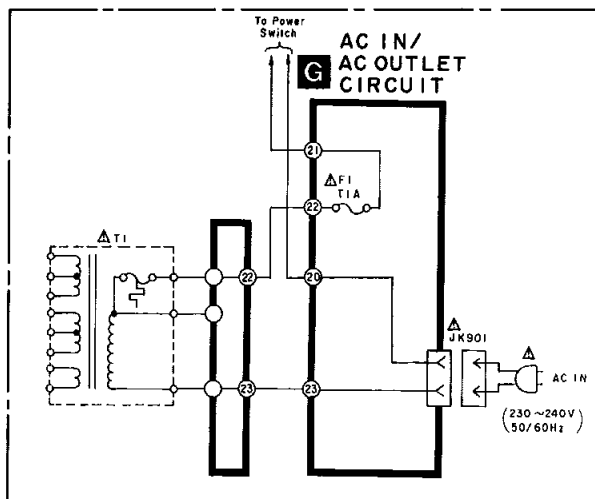 To Power
Switch
G
AC IN/
AC OUTLET
CIRCUIT
21
⚠ F1
T1A
22
⚠ T1
22
20
⚠
JK901
⚠
AC IN
23
23
(230~240V
50/60Hz)